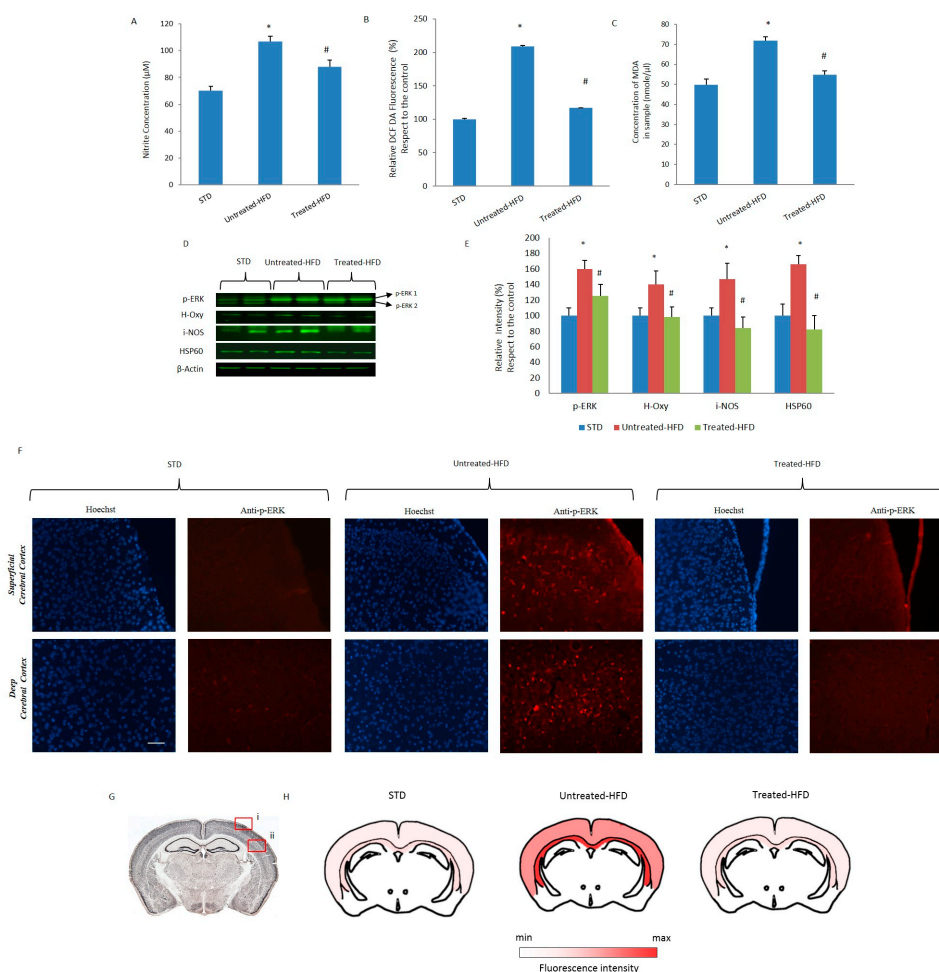 A
Nitrite Concentration (µM)
120
100
80
60
40
20
0
*
#
STD
Untreated-HFD
Treated-HFD
B
Relative DCF DA Fluorescence (%)
Respect to the control
250
200
150
100
50
0
*
#
STD
Untreated-HFD
Treated-HFD
C
Concentration of MDA
in sample (nmole/µl)
80
70
60
50
40
30
20
10
0
*
#
STD
Untreated-HFD
Treated-HFD
D
STD Untreated-HFD Treated-HFD
p-ERK
p-ERK 1
p-ERK 2
H-Oxy
i-NOS
HSP60
β-Actin
E
Relative Intensity (%)
Respect to the control
200
180
160
140
120
100
80
60
40
20
0
* * * *
# # # #
p-ERK H-Oxy i-NOS HSP60
STD Untreated-HFD Treated-HFD
F
STD Untreated-HFD Treated-HFD
Hoechst Anti-p-ERK Hoechst Anti-p-ERK Hoechst Anti-p-ERK
Superficial
Cerebral Cortex
Deep
Cerebral Cortex
G
i
ii
H
STD Untreated-HFD Treated-HFD
min max
Fluorescence intensity